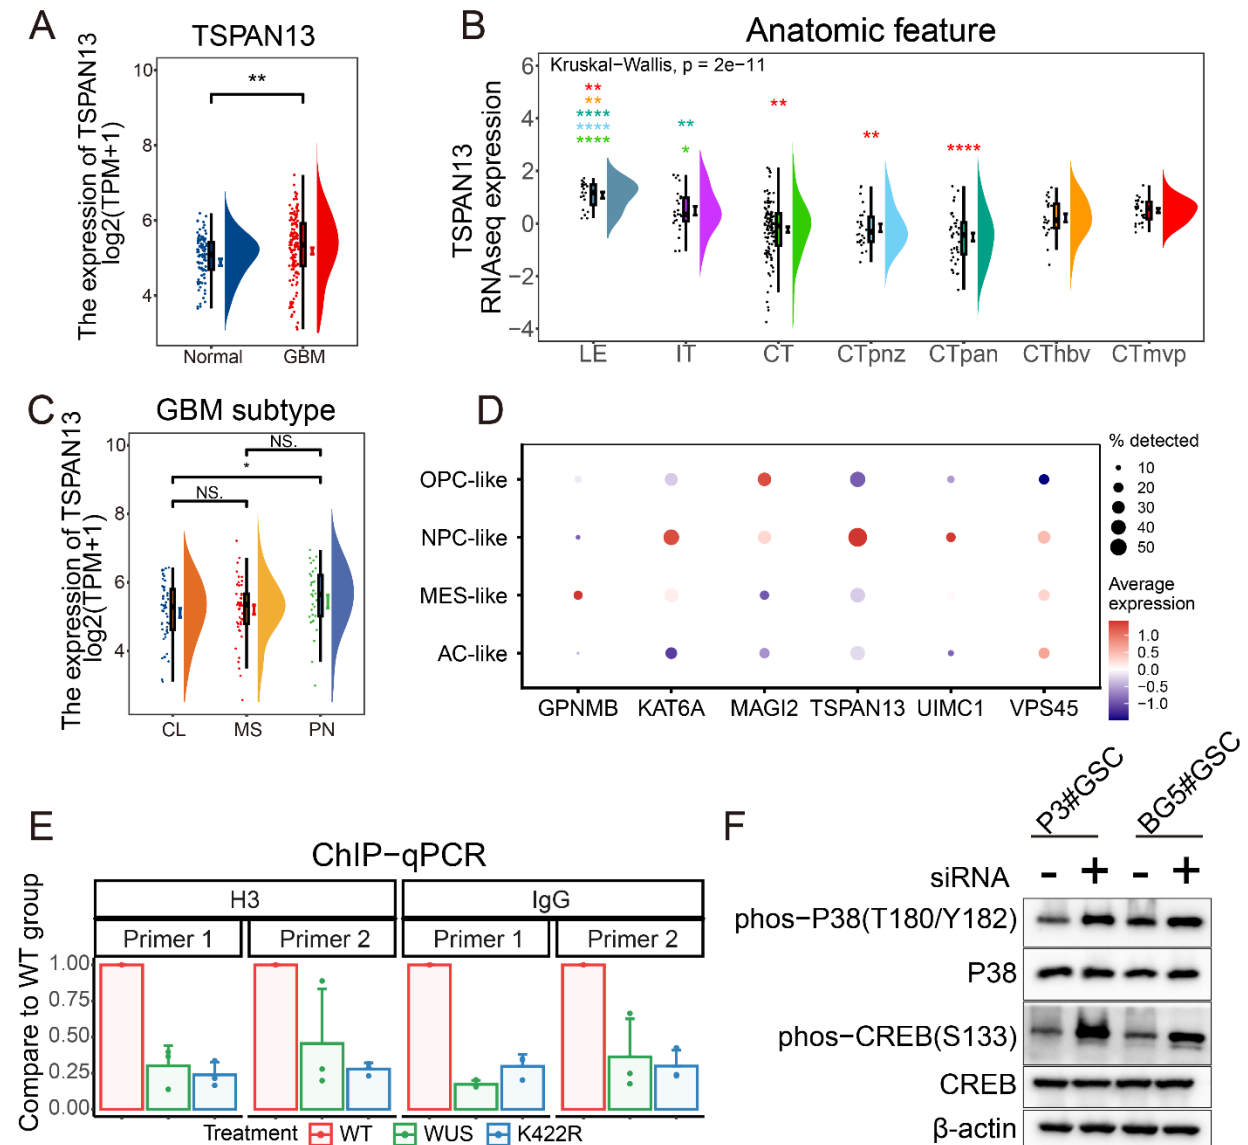 A
TSPAN13
The expression of TSPAN13
log2(TPM+1)
10
8
6
4
**
Normal
GBM
B
Anatomic feature
Kruskal−Wallis, p = 2e−11
TSPAN13
RNAseq expression
6
4
2
0
−2
−4
**
**
****
****
****
**
*
**
**
****
LE
IT
CT
CTpnz
CTpan
CThbv
CTmvp
C
GBM subtype
The expression of TSPAN13
log2(TPM+1)
10
8
6
4
NS.
*
NS.
CL
MS
PN
D
OPC-like
NPC-like
MES-like
AC-like
GPNMB
KAT6A
MAGI2
TSPAN13
UIMC1
VPS45
% detected
10
20
30
40
50
Average
expression
1.0
0.5
0.0
−0.5
−1.0
E
ChIP−qPCR
H3
IgG
Primer 1
Primer 2
Primer 1
Primer 2
Compare to WT group
1.00
0.75
0.50
0.25
0.00
Treatment
WT
WUS
K422R
F
P3#GSC
BG5#GSC
siRNA - + - +
phos−P38(T180/Y182)
P38
phos−CREB(S133)
CREB
β-actin